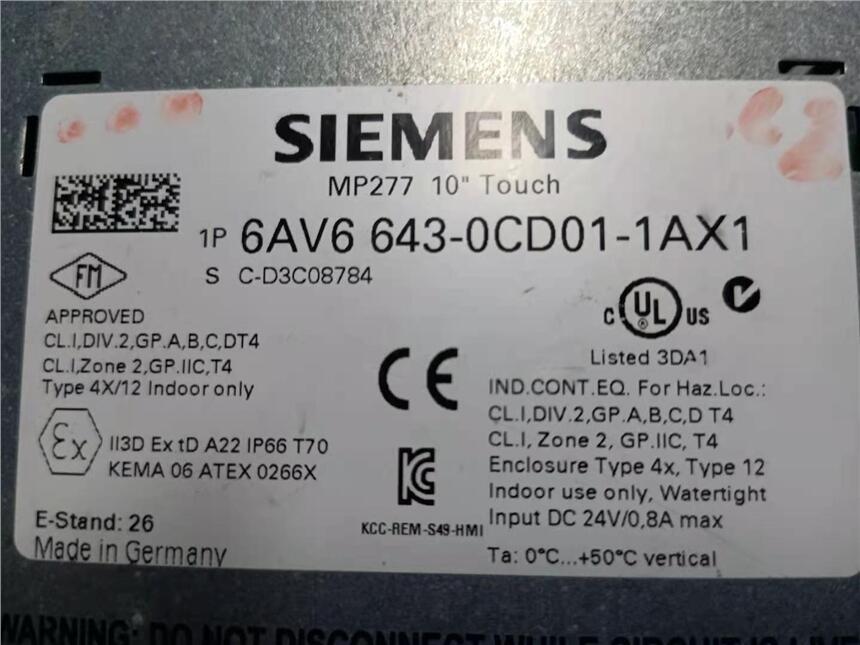 SIEMENS
MP277 10" Touch
1P 6AV6 643-0CD01-1AX1
S C-D3C08784
FM
APPROVED
CL.I,DIV.2,GP.A,B,C,DT4
CL.I,Zone 2,GP.IIC,T4
Type 4X/12 Indoor only
Ex II3D Ex tD A22 IP66 T70
KEMA 06 ATEX 0266X
E-Stand: 26
Made in Germany
CE
KC
KCC-REM-S49-HMI
C UL US
Listed 3DA1
IND.CONT.EQ. For Haz.Loc.:
CL.I,DIV.2,GP.A,B,C,D T4
CL.I, Zone 2, GP.IIC, T4
Enclosure Type 4x, Type 12
Indoor use only, Watertight
Input DC 24V/0,8A max
Ta: 0°C...+50°C vertical
WARNING: DO NOT DISCONNECT WHILE CIRCUIT IS LIVE